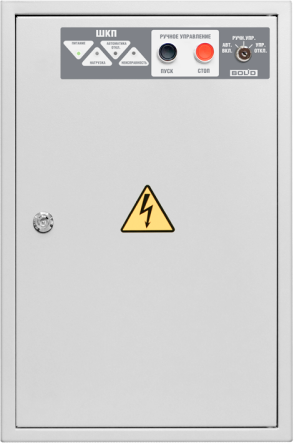 ШКП
ПИТАНИЕ
АВТОМАТИКА
ОТКЛ.
НАГРУЗКА
НЕИСПРАВНОСТЬ
РУЧНОЕ УПРАВЛЕНИЕ
ПУСК
СТОП
РУЧН.УПР.
АВТ.
ВКЛ.
УПР.
ОТКЛ.
BOLID